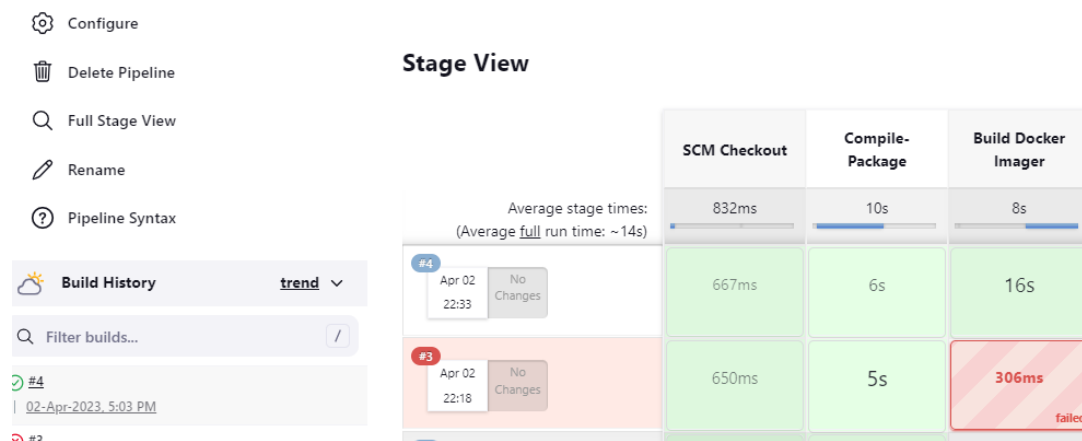 Configure
Delete Pipeline
Full Stage View
Rename
Pipeline Syntax
Build History
trend
Filter builds...
/
#4
02-Apr-2023, 5:03 PM
#3
Stage View
SCM Checkout
Compile-
Package
Build Docker
Imager
Average stage times:
(Average full run time: ~14s)
832ms
10s
8s
#4
Apr 02
22:33
No
Changes
667ms
6s
16s
#3
Apr 02
22:18
No
Changes
650ms
5s
306ms
failed